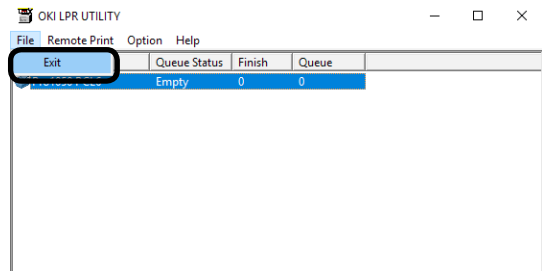 OKI LPR UTILITY
File Remote Print Option Help
Exit Queue Status Finish Queue
Empty 0 0